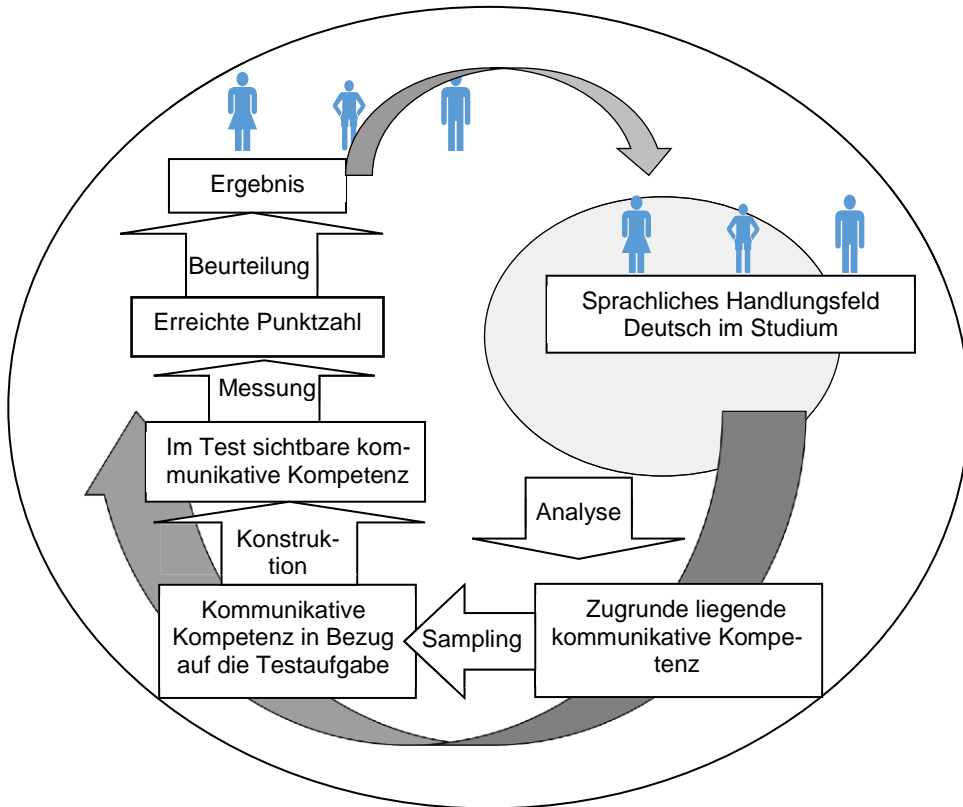 Ergebnis
Beurteilung
Erreichte Punktzahl
Messung
Im Test sichtbare kom-
munikative Kompetenz
Konstruk-
tion
Kommunikative
Kompetenz in Bezug
auf die Testaufgabe
Sampling
Sprachliches Handlungsfeld
Deutsch im Studium
Analyse
Zugrunde liegende
kommunikative Kompe-
tenz